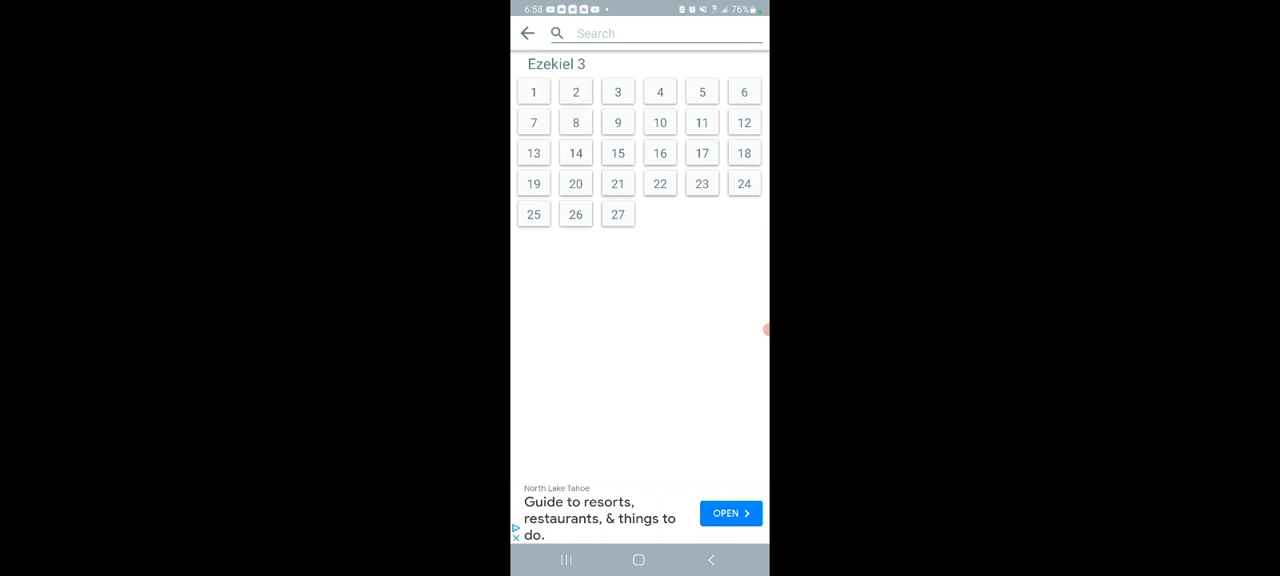 6:58 76%
Search
Ezekiel 3
1 2 3 4 5 6
7 8 9 10 11 12
13 14 15 16 17 18
19 20 21 22 23 24
25 26 27
North Lake Tahoe
Guide to resorts,
restaurants, & things to
do.
OPEN